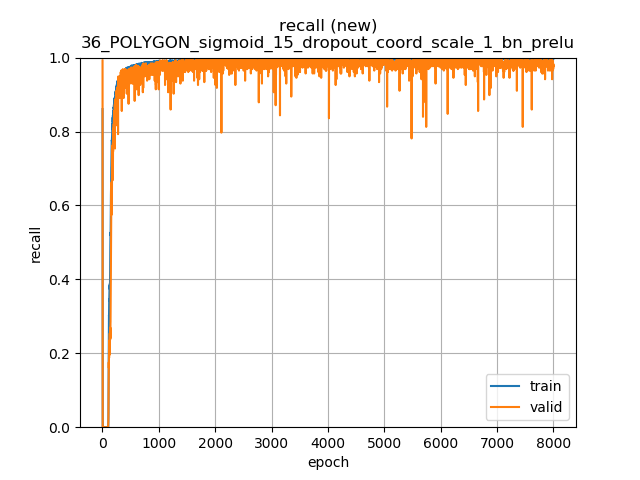 recall (new)
36_POLYGON_sigmoid_15_dropout_coord_scale_1_bn_prelu
1.0
0.8
0.6
0.4
0.2
0.0
recall
0 1000 2000 3000 4000 5000 6000 7000 8000
epoch
train
valid